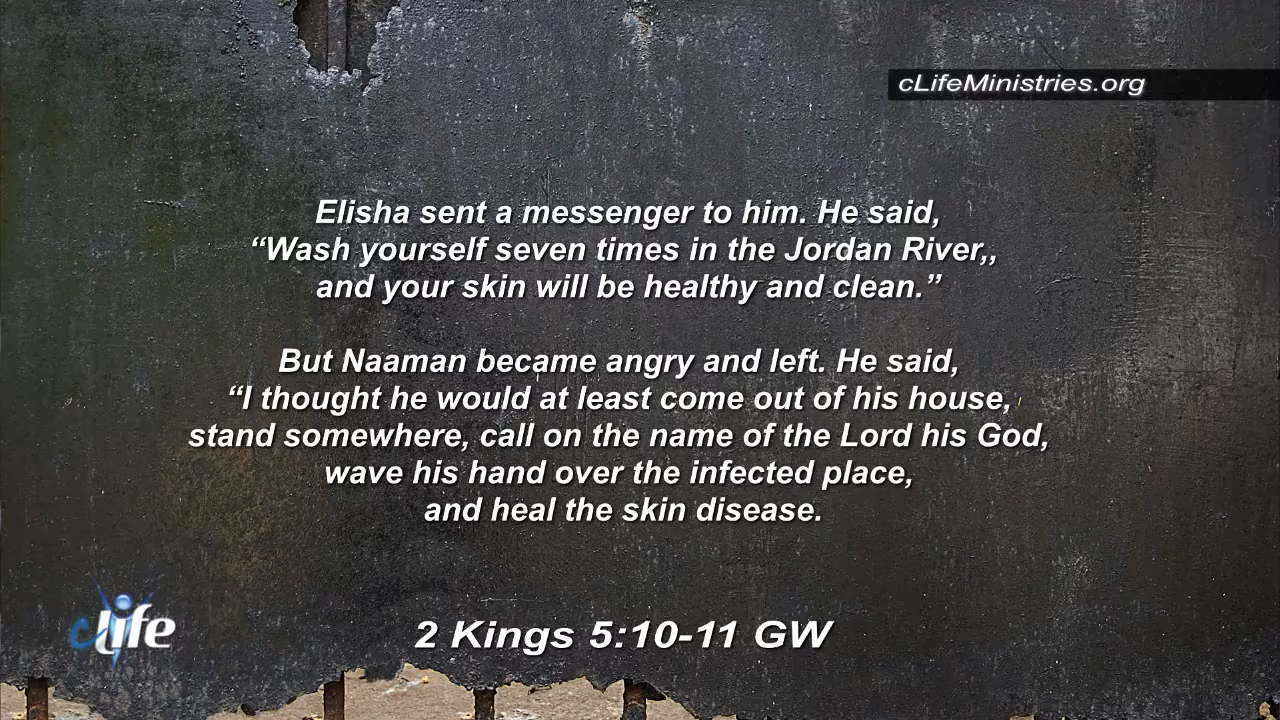 cLifeMinistries.org
Elisha sent a messenger to him. He said,
“Wash yourself seven times in the Jordan River,,
and your skin will be healthy and clean.”
But Naaman became angry and left. He said,
“I thought he would at least come out of his house,
stand somewhere, call on the name of the Lord his God,
wave his hand over the infected place,
and heal the skin disease.
cLife
2 Kings 5:10-11 GW